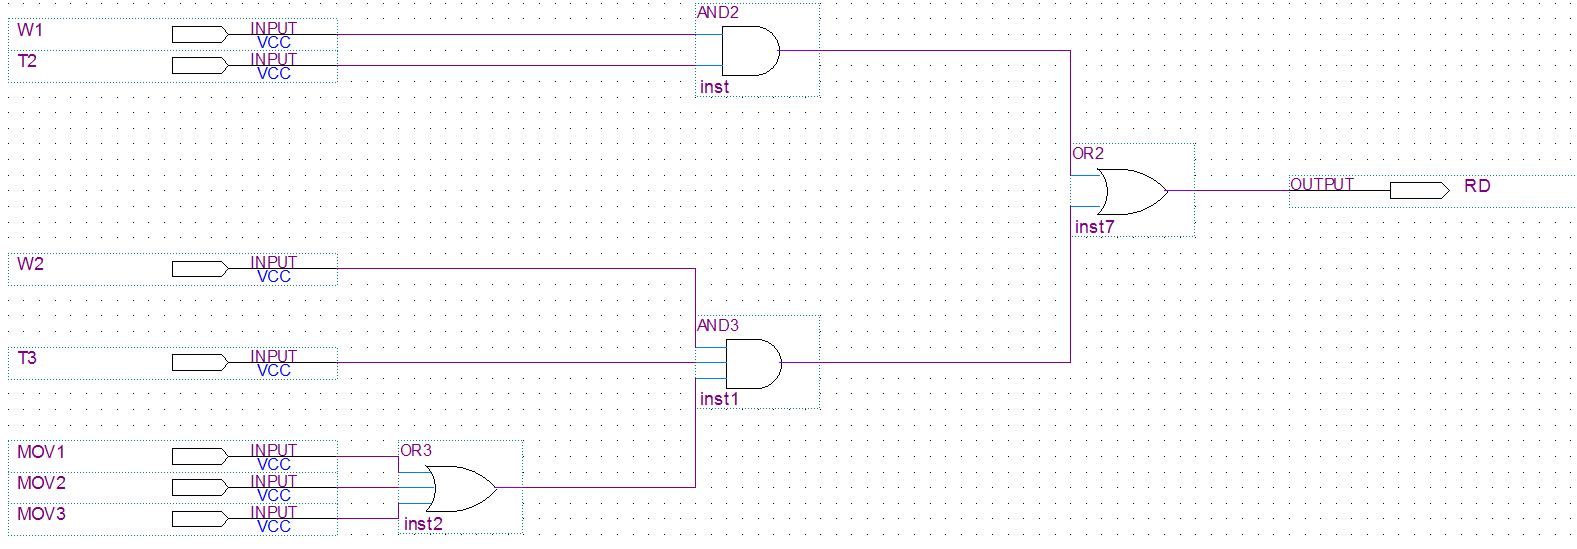 W1 INPUT AND2
VCC
T2 INPUT
VCC
inst
OR2
OUTPUT RD
inst7
W2 INPUT
VCC
AND3
T3 INPUT
VCC
inst1
MOV1 INPUT OR3
VCC
MOV2 INPUT
VCC
MOV3 INPUT
VCC
inst2